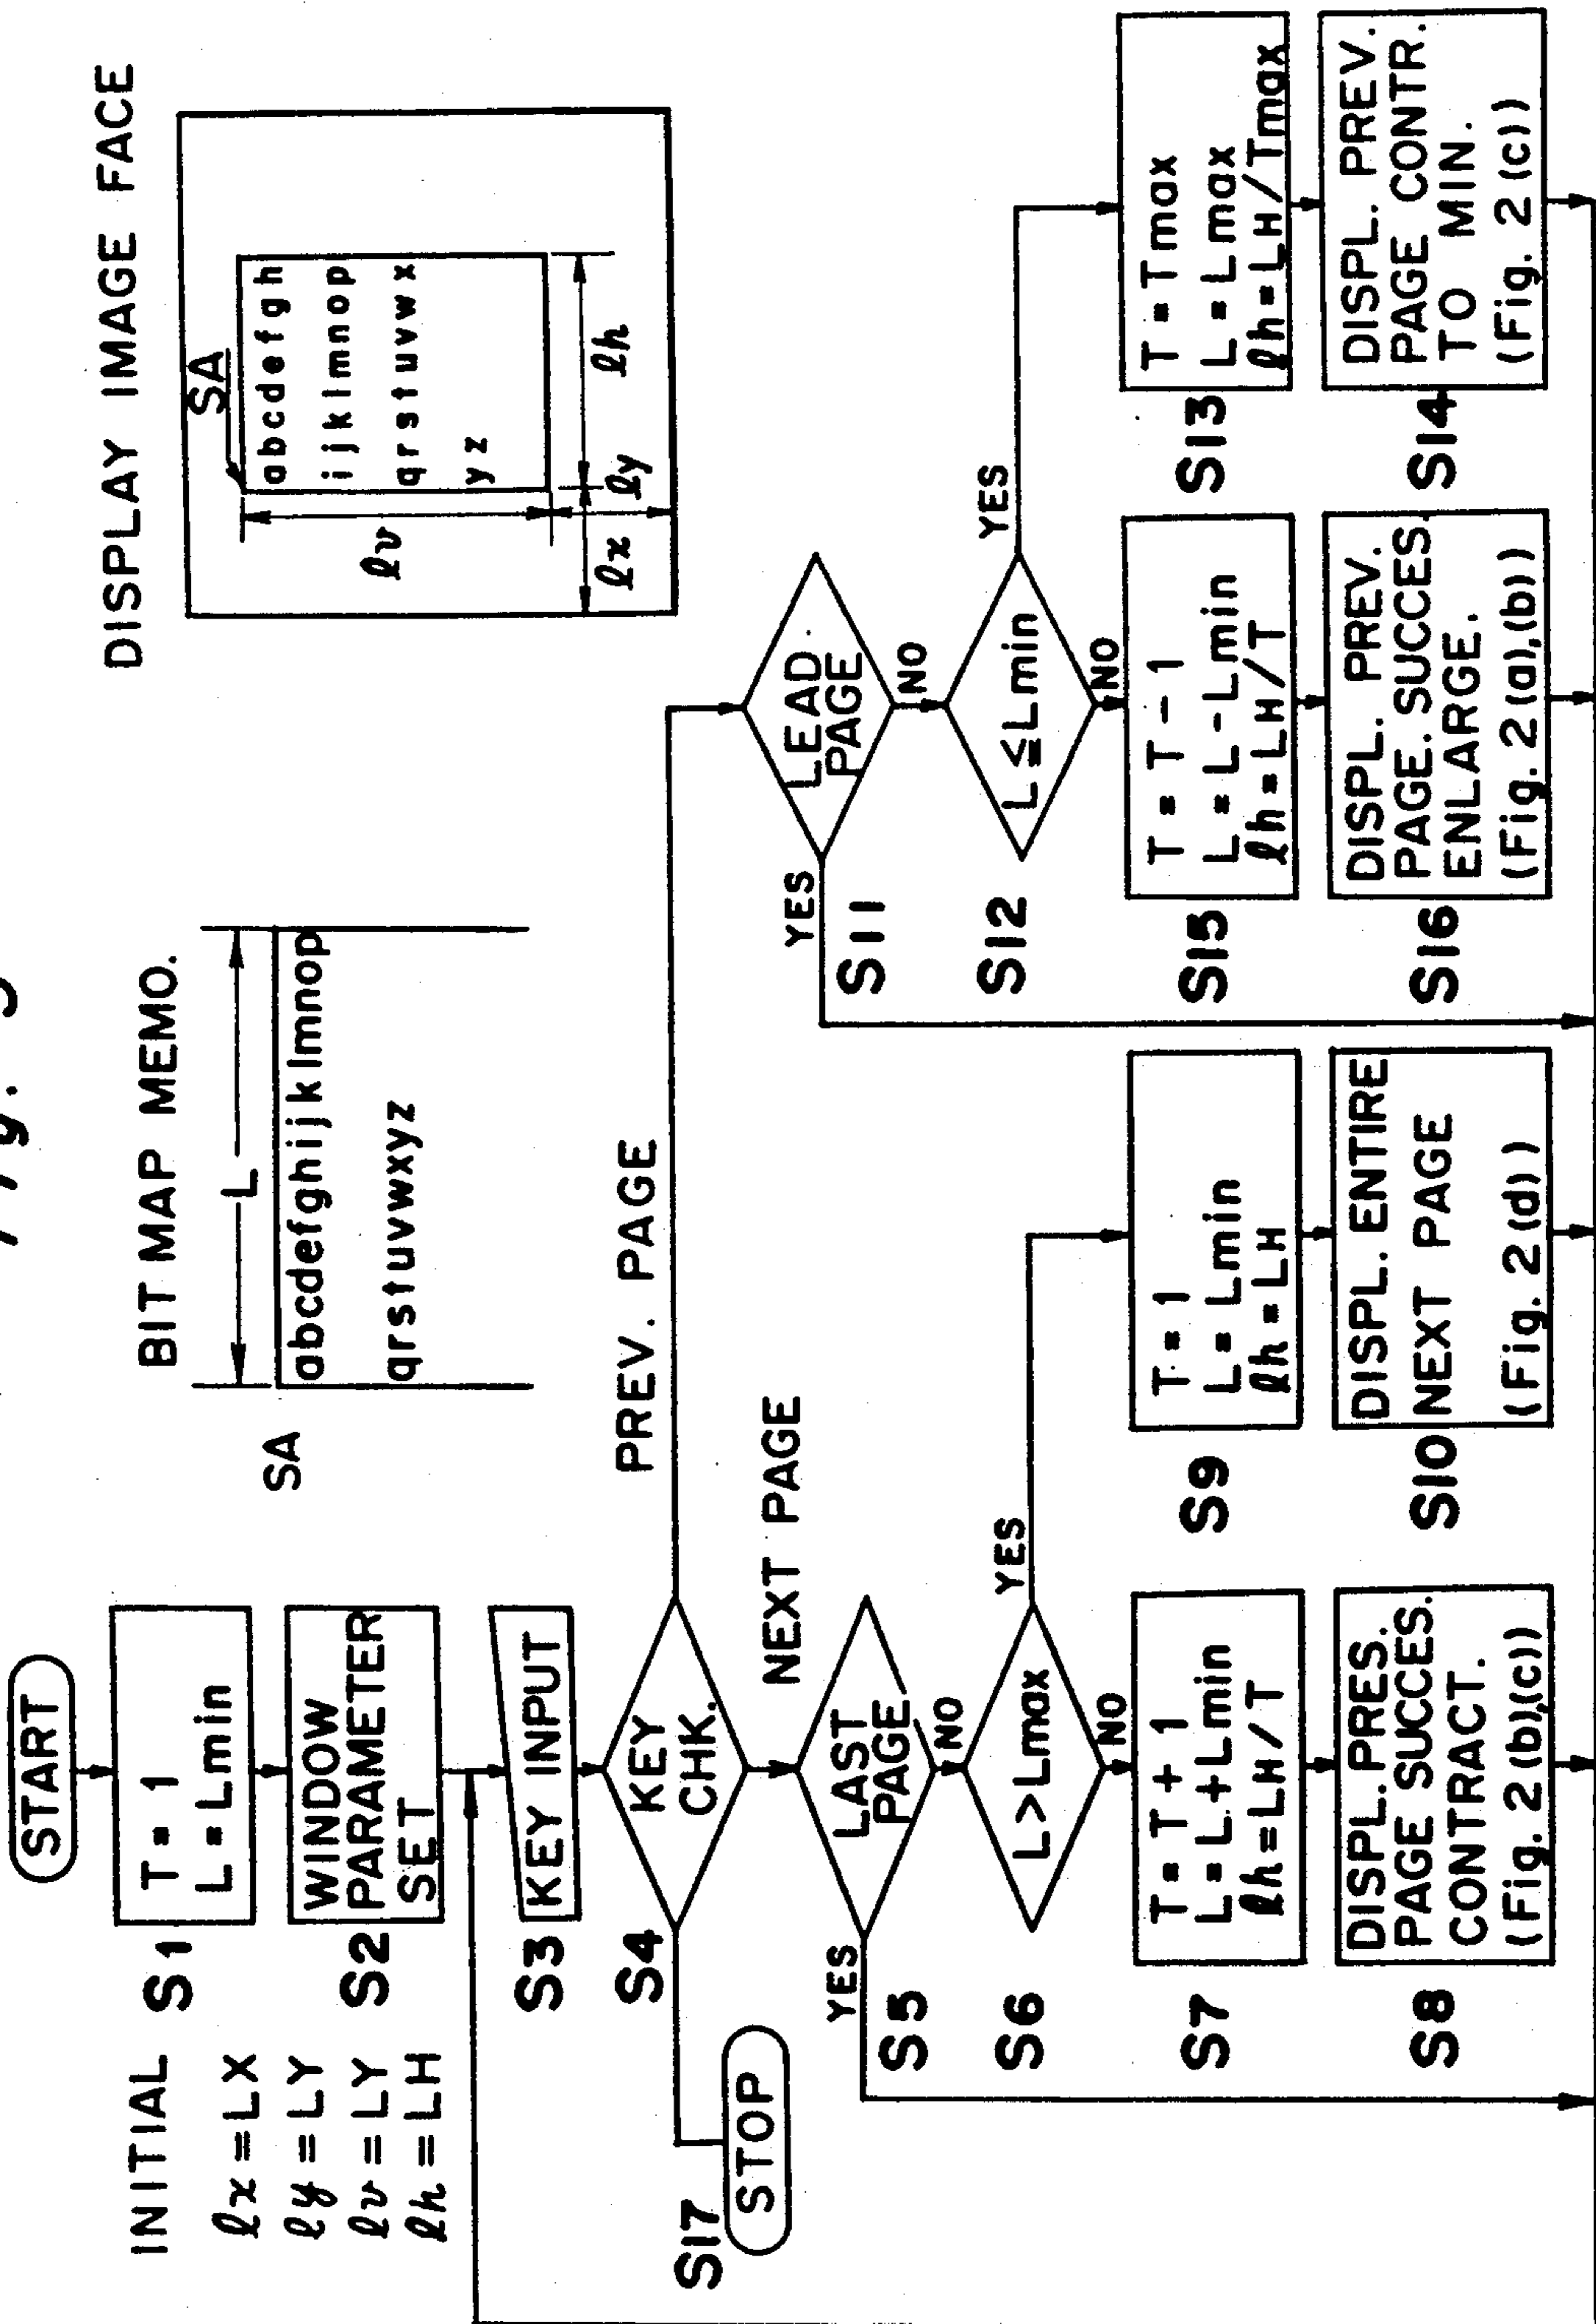 START
INITIAL
ℓx = LX
ℓy = LY
ℓv = LY
ℓh = LH
S1
T = 1
L = Lmin
S2
WINDOW
PARAMETER
SET
S3
KEY INPUT
S4
KEY
CHK.
S17
STOP
BIT MAP MEMO.
L
SA
abcdefghijklmnop
qrstuvwxyz
DISPLAY IMAGE FACE
SA
abcdefgh
ijklmnop
qrstuvwx
yz
ℓv
ℓy
ℓx
ℓh
PREV. PAGE
NEXT PAGE
S5
LAST
PAGE
YES
NO
S6
L>Lmax
YES
NO
S7
T = T + 1
L = L+Lmin
ℓh = LH/T
S8
DISPL. PRES.
PAGE SUCCES.
CONTRACT.
(Fig. 2 (b),(c))
S9
T = 1
L = Lmin
ℓh = LH
S10
DISPL. ENTIRE
NEXT PAGE
(Fig. 2 (d))
S11
LEAD
PAGE
YES
NO
S12
L≦Lmin
YES
NO
S15
T = T - 1
L = L-Lmin
ℓh = LH/T
S16
DISPL. PREV.
PAGE. SUCCES.
ENLARGE.
(Fig. 2 (a),(b))
S13
T = Tmax
L = Lmax
ℓh = LH/Tmax
S14
DISPL. PREV.
PAGE CONTR.
TO MIN.
(Fig. 2 (c))